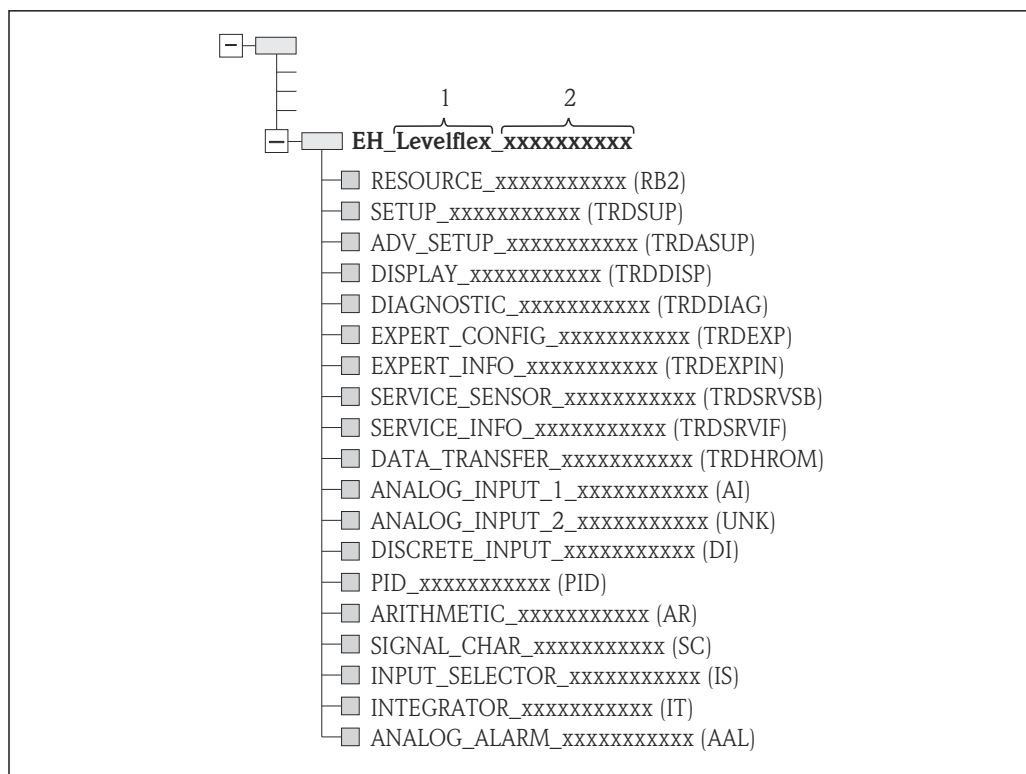 1 2
EH_Levelflex_xxxxxxxxxx
RESOURCE_xxxxxxxxxxx (RB2)
SETUP_xxxxxxxxxxx (TRDSUP)
ADV_SETUP_xxxxxxxxxxx (TRDASUP)
DISPLAY_xxxxxxxxxxx (TRDDISP)
DIAGNOSTIC_xxxxxxxxxxx (TRDDIAG)
EXPERT_CONFIG_xxxxxxxxxxx (TRDEXP)
EXPERT_INFO_xxxxxxxxxxx (TRDEXPIN)
SERVICE_SENSOR_xxxxxxxxxxx (TRDSRVSB)
SERVICE_INFO_xxxxxxxxxxx (TRDSRVIF)
DATA_TRANSFER_xxxxxxxxxxx (TRDHROM)
ANALOG_INPUT_1_xxxxxxxxxxx (AI)
ANALOG_INPUT_2_xxxxxxxxxxx (UNK)
DISCRETE_INPUT_xxxxxxxxxxx (DI)
PID_xxxxxxxxxxx (PID)
ARITHMETIC_xxxxxxxxxxx (AR)
SIGNAL_CHAR_xxxxxxxxxxx (SC)
INPUT_SELECTOR_xxxxxxxxxxx (IS)
INTEGRATOR_xxxxxxxxxxx (IT)
ANALOG_ALARM_xxxxxxxxxxx (AAL)